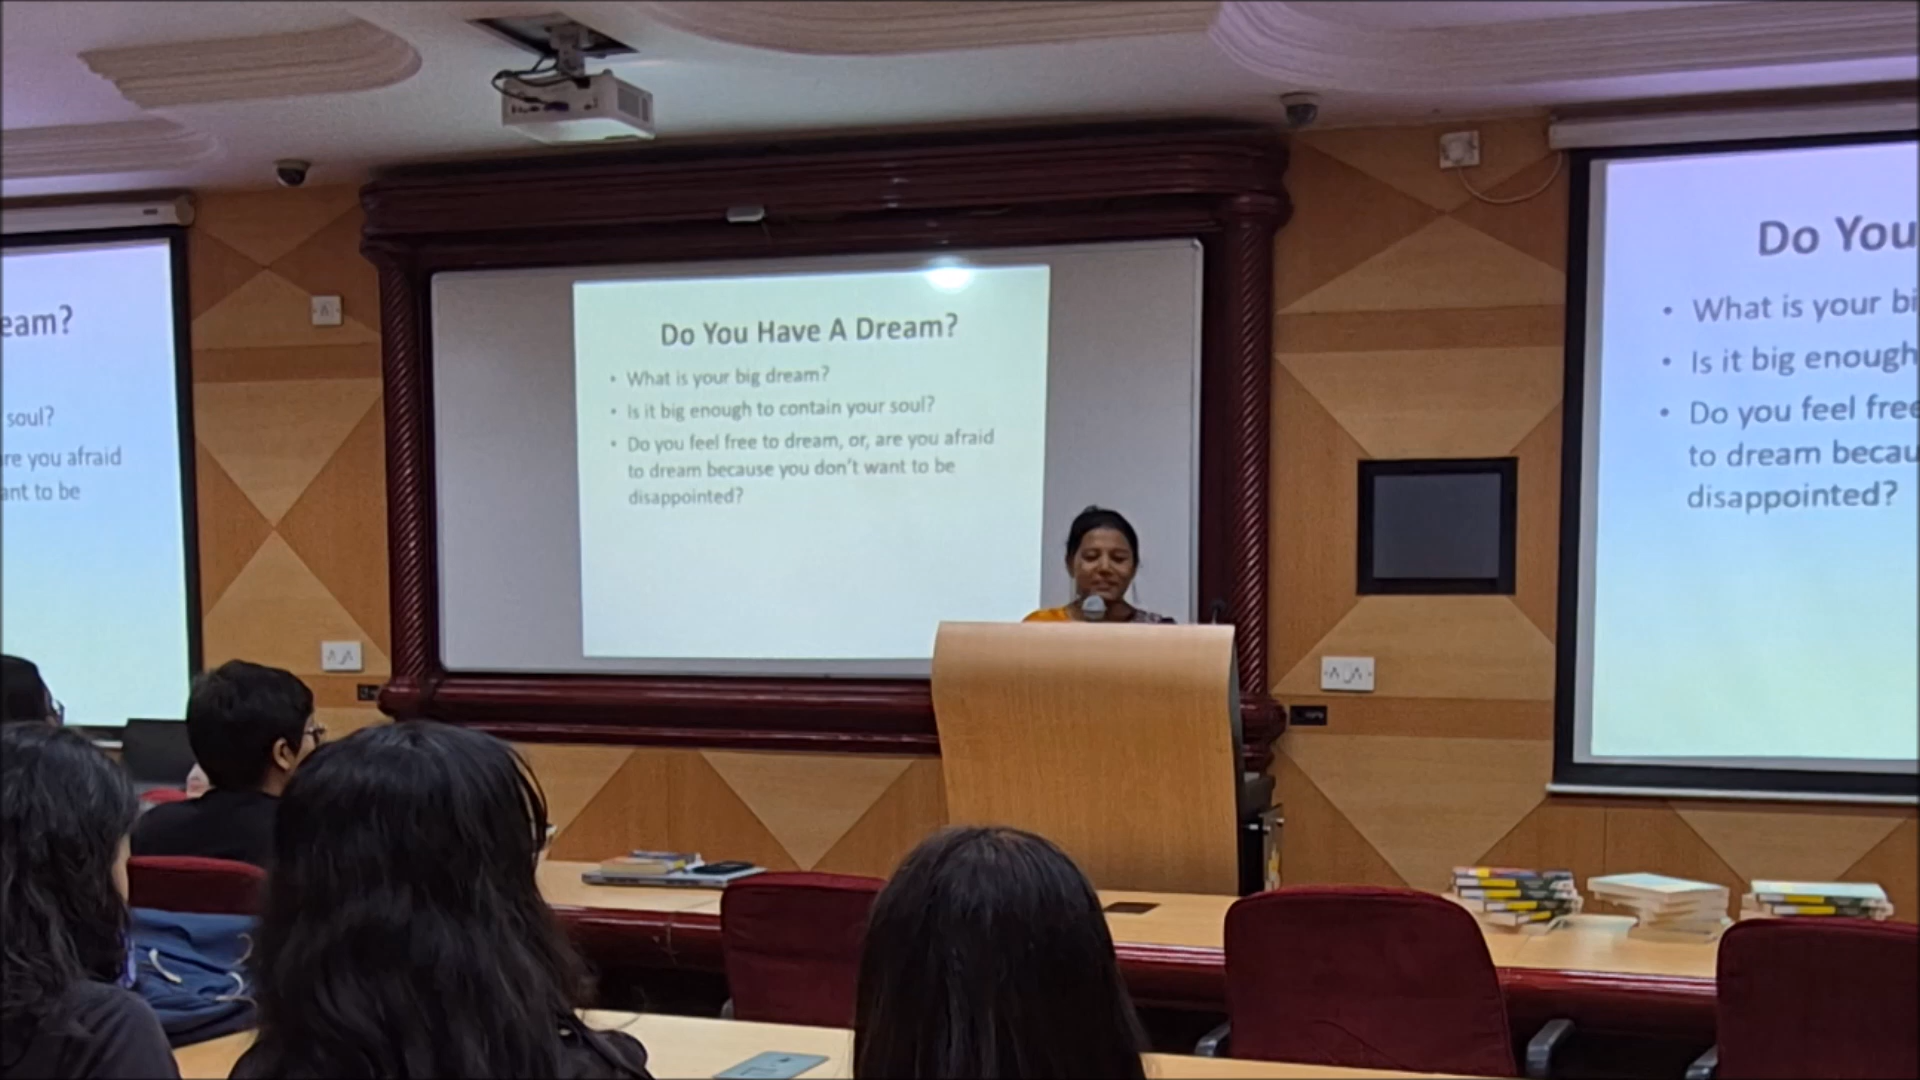 eam?
soul?
re you afraid
ant to be
Do You Have A Dream?
• What is your big dream?
• Is it big enough to contain your soul?
• Do you feel free to dream, or, are you afraid
to dream because you don't want to be
disappointed?
Do You
• What is your bi
• Is it big enough
• Do you feel free
to dream becau
disappointed?